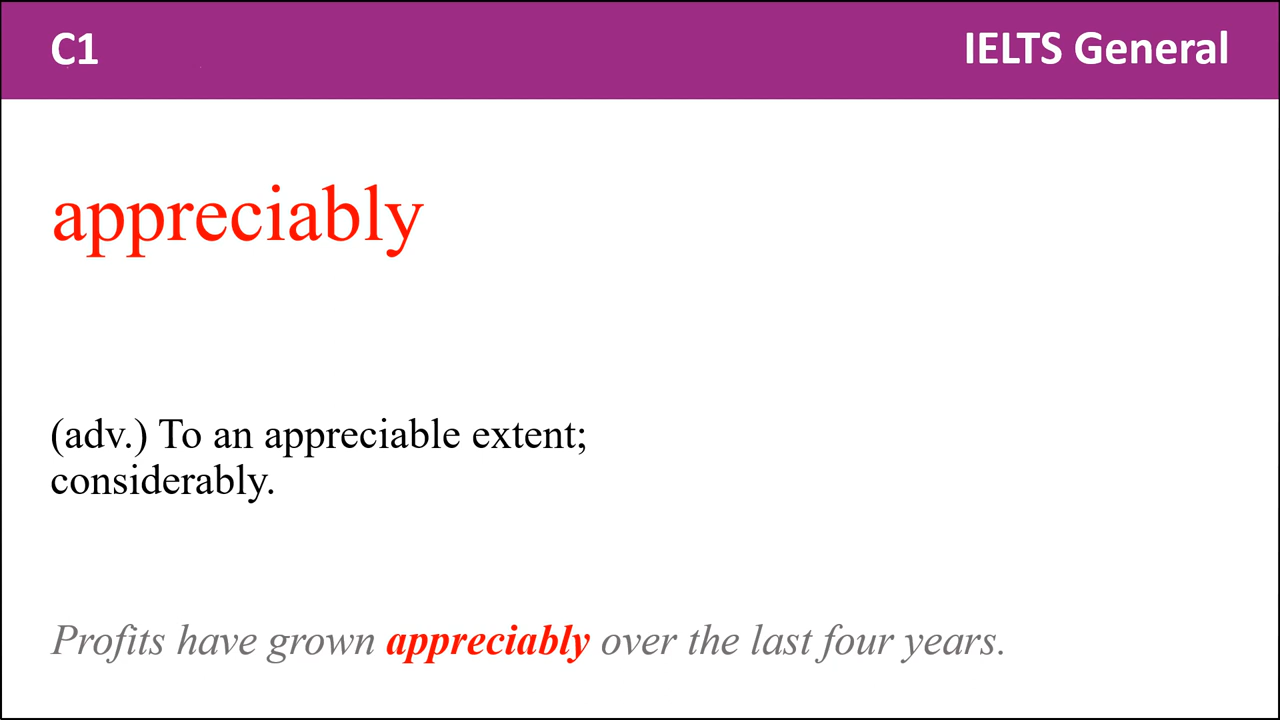 C1
IELTS General
appreciably
(adv.) To an appreciable extent;
considerably.
Profits have grown appreciably over the last four years.